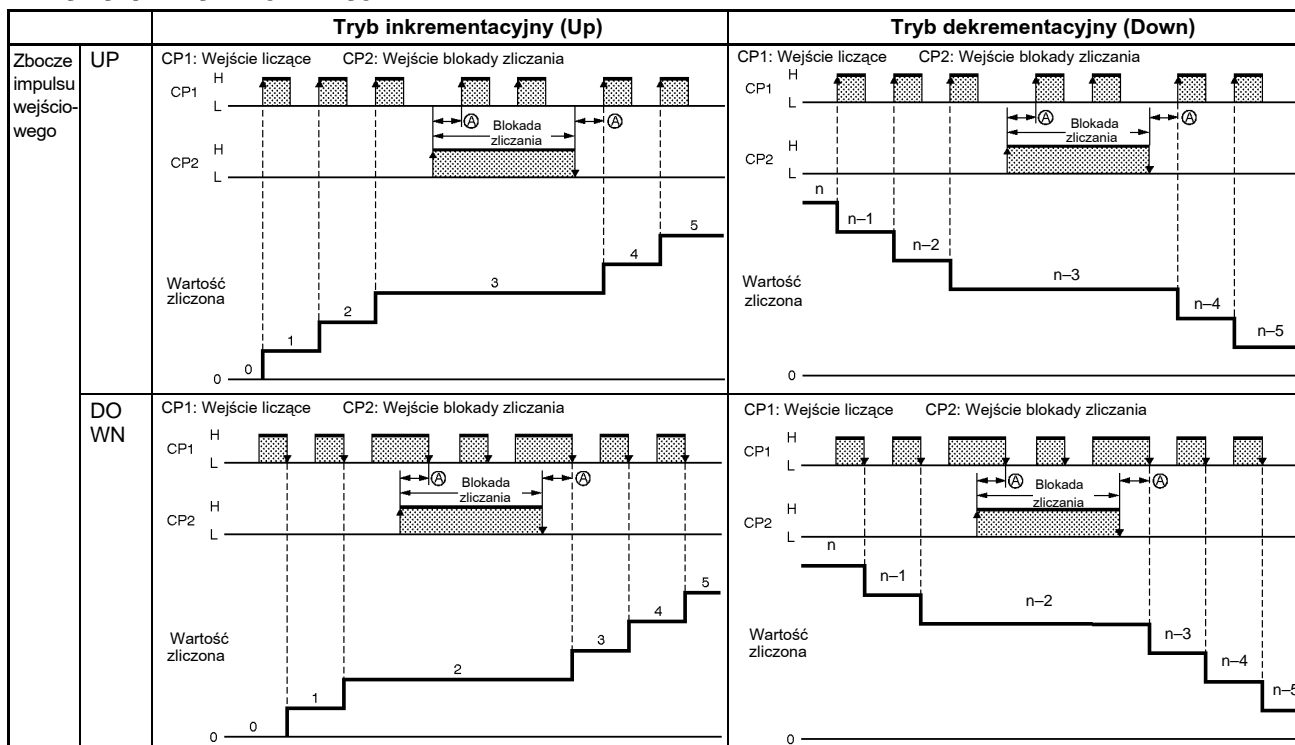 Tryb inkrementacyjny (Up)
Tryb dekrementacyjny (Down)
Zbocze
impulsu
wejścio-
wego
UP
CP1: Wejście liczące CP2: Wejście blokady zliczania
H
CP1
L
A
A
Blokada
zliczania
H
CP2
L
5
4
3
2
1
0
Wartość
zliczona
0
CP1: Wejście liczące CP2: Wejście blokady zliczania
H
CP1
L
A
A
Blokada
zliczania
H
CP2
L
n
n–1
n–2
n–3
n–4
n–5
Wartość
zliczona
0
DO
WN
CP1: Wejście liczące CP2: Wejście blokady zliczania
H
CP1
L
A
A
Blokada
zliczania
H
CP2
L
5
4
3
2
1
0
Wartość
zliczona
0
CP1: Wejście liczące CP2: Wejście blokady zliczania
H
CP1
L
A
A
Blokada
zliczania
H
CP2
L
n
n–1
n–2
n–3
n–4
n–5
Wartość
zliczona
0